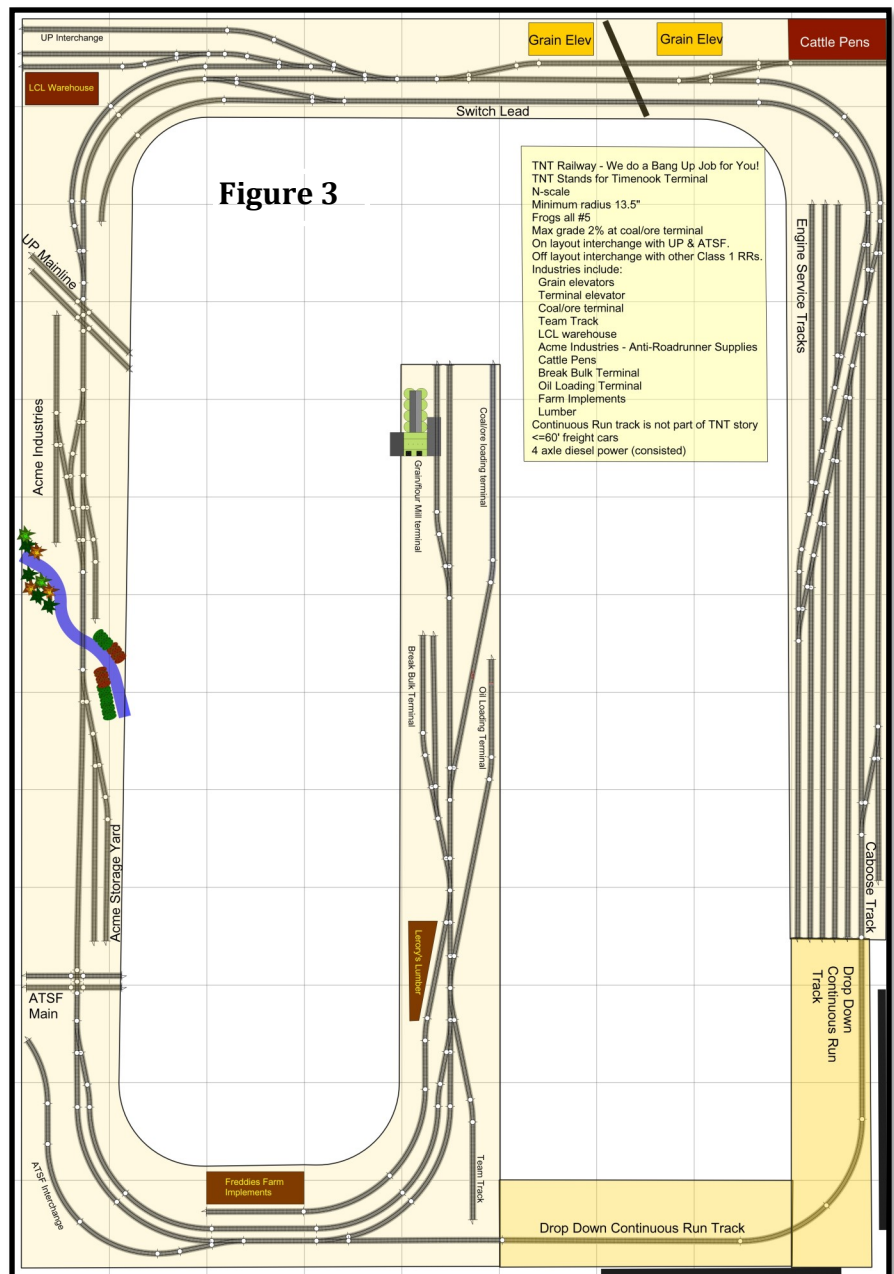 UP Interchange
Grain Elev
Grain Elev
Cattle Pens
LCL Warehouse
Switch Lead
Figure 3
TNT Railway - We do a Bang Up Job for You!
TNT Stands for Timenook Terminal
N-scale
Minimum radius 13.5"
Frogs all #5
Max grade 2% at coal/ore terminal
On layout interchange with UP & ATSF.
Off layout interchange with other Class 1 RRs.
Industries include:
Grain elevators
Terminal elevator
Coal/ore terminal
Team Track
LCL warehouse
Acme Industries - Anti-Roadrunner Supplies
Cattle Pens
Break Bulk Terminal
Oil Loading Terminal
Farm Implements
Lumber
Continuous Run track is not part of TNT story
<=60' freight cars
4 axle diesel power (consisted)
UP Mainline
Engine Service Tracks
Acme Industries
Coal/ore loading terminal
Grain/flour Mill terminal
Break Bulk Terminal
Oil Loading Terminal
Acme Storage Yard
Caboose Track
Lerory's Lumber
ATSF
Main
Drop Down
Continuous Run
Track
ATSF Interchange
Freddies Farm
Implements
Team Track
Drop Down Continuous Run Track